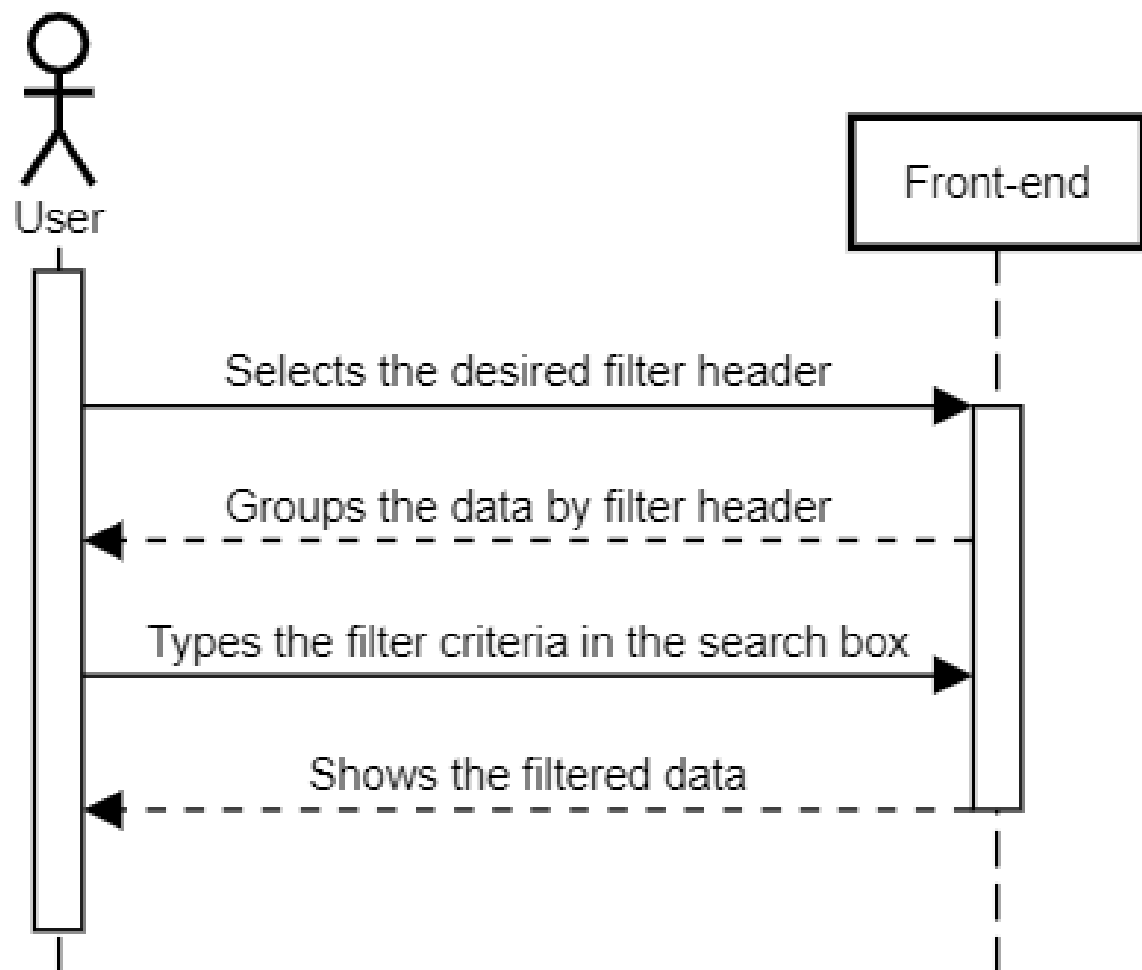 User
Front-end
Selects the desired filter header
Groups the data by filter header
Types the filter criteria in the search box
Shows the filtered data